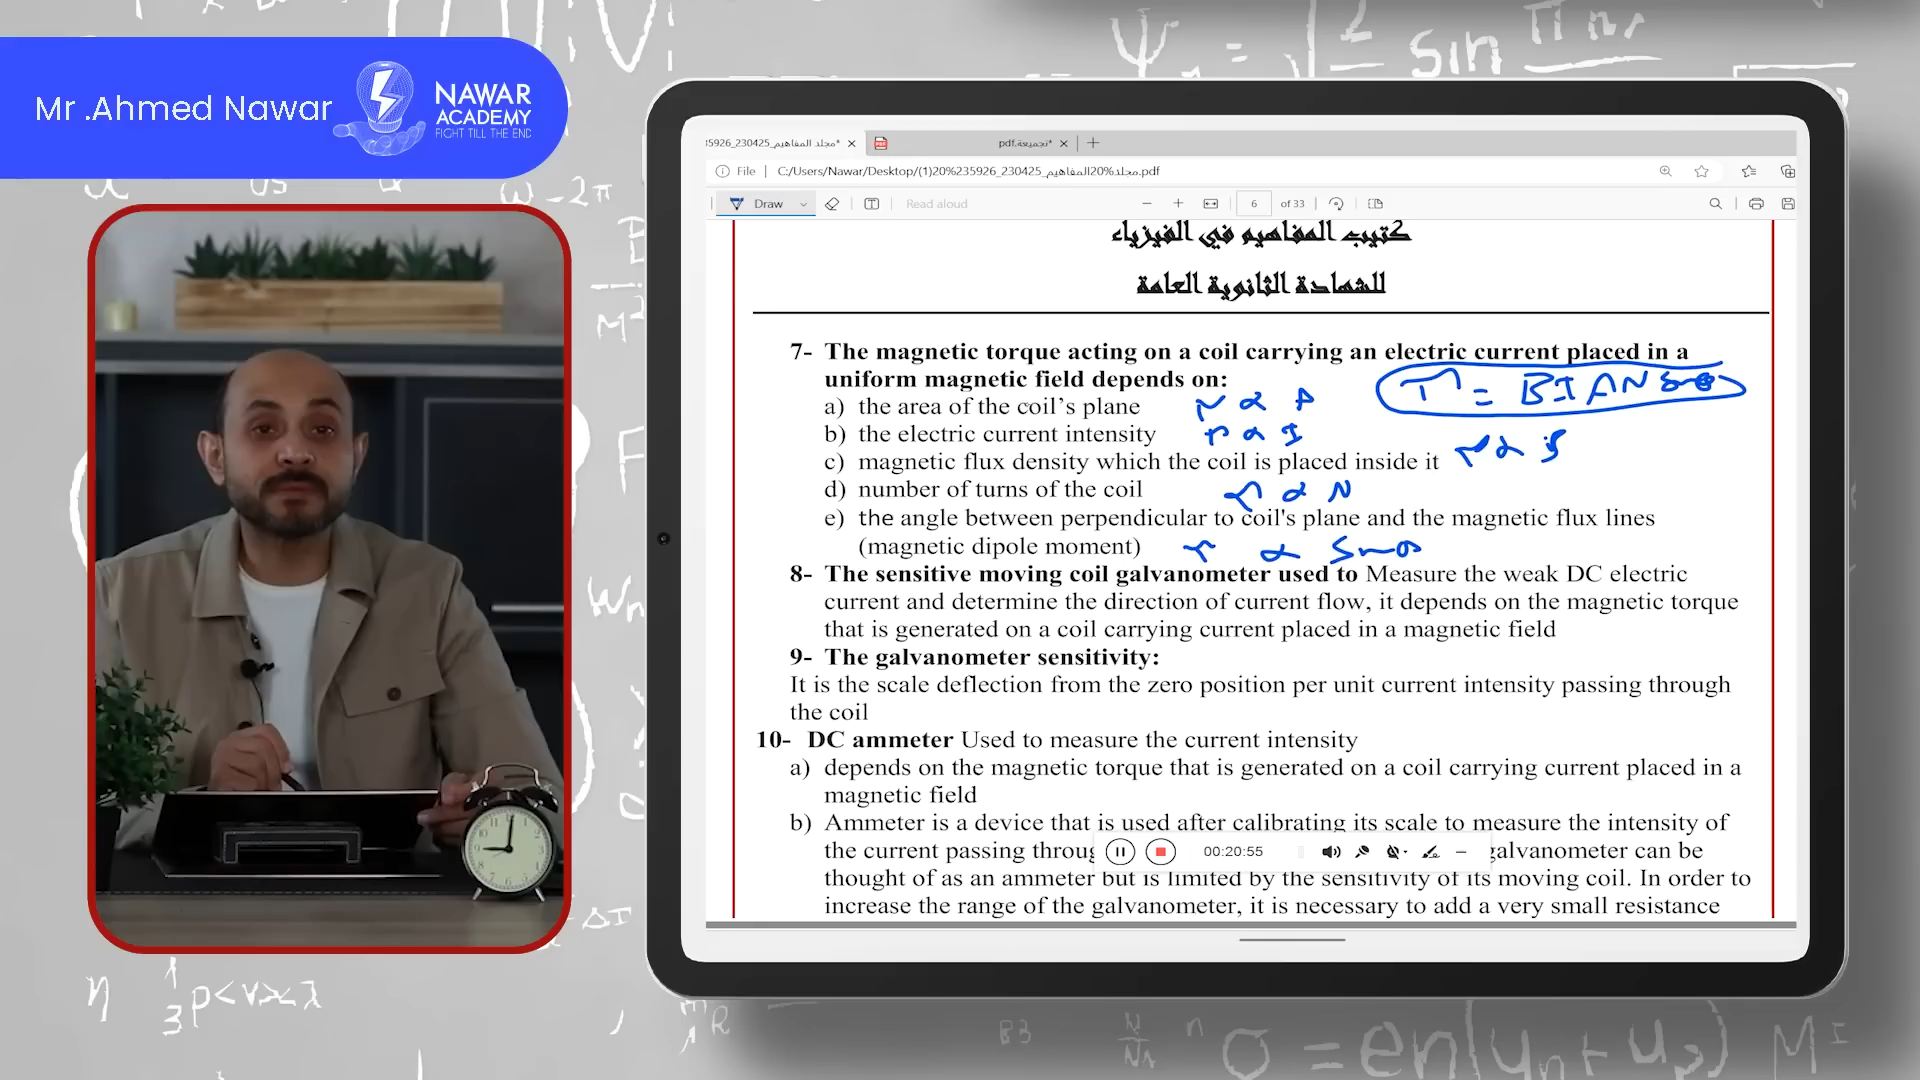 Mr .Ahmed Nawar
NAWAR
ACADEMY
FIGHT TILL THE END
File
C:/Users/Nawar/Desktop/(1)20%235926_230425_مجلد20%المفاهيم.pdf
Draw
Read aloud
6 of 33
كتيب المفاهيم في الفيزياء
للشهادة الثانوية العامة
7- The magnetic torque acting on a coil carrying an electric current placed in a
uniform magnetic field depends on:
τ = BIAN sinθ
a) the area of the coil's plane τ α A
b) the electric current intensity τ α I
c) magnetic flux density which the coil is placed inside it τ α B
d) number of turns of the coil τ α N
e) the angle between perpendicular to coil's plane and the magnetic flux lines
(magnetic dipole moment) τ α sinθ
8- The sensitive moving coil galvanometer used to Measure the weak DC electric
current and determine the direction of current flow, it depends on the magnetic torque
that is generated on a coil carrying current placed in a magnetic field
9- The galvanometer sensitivity:
It is the scale deflection from the zero position per unit current intensity passing through
the coil
10- DC ammeter Used to measure the current intensity
a) depends on the magnetic torque that is generated on a coil carrying current placed in a
magnetic field
b) Ammeter is a device that is used after calibrating its scale to measure the intensity of
the current passing galvanometer can be
00:20:55
thought of as an ammeter but is limited by the sensitivity of its moving coil. In order to
increase the range of the galvanometer, it is necessary to add a very small resistance